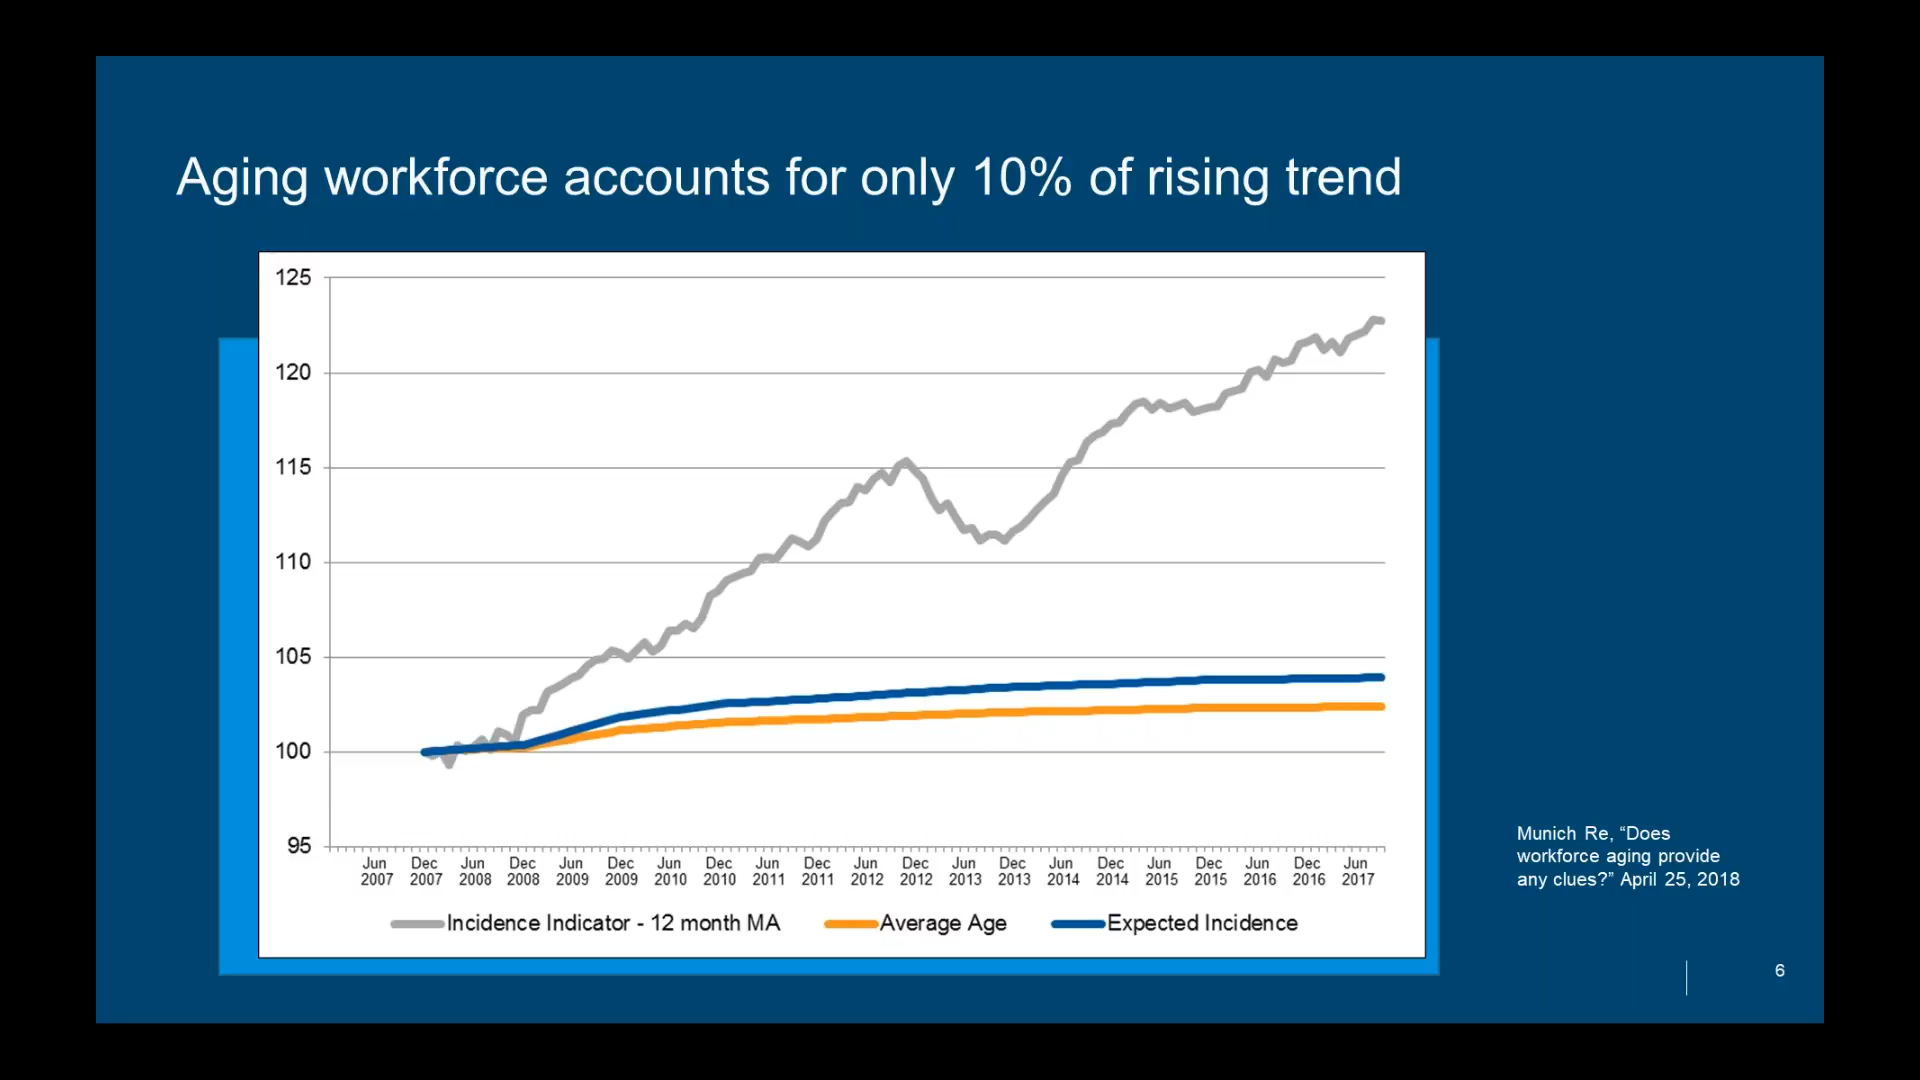 Aging workforce accounts for only 10% of rising trend
125
120
115
110
105
100
95
Jun Dec Jun Dec Jun Dec Jun Dec Jun Dec Jun Dec Jun Dec Jun Dec Jun Dec Jun Dec Jun
2007 2007 2008 2008 2009 2009 2010 2010 2011 2011 2012 2012 2013 2013 2014 2014 2015 2015 2016 2016 2017
Incidence Indicator - 12 month MA Average Age Expected Incidence
Munich Re, “Does
workforce aging provide
any clues?” April 25, 2018
6